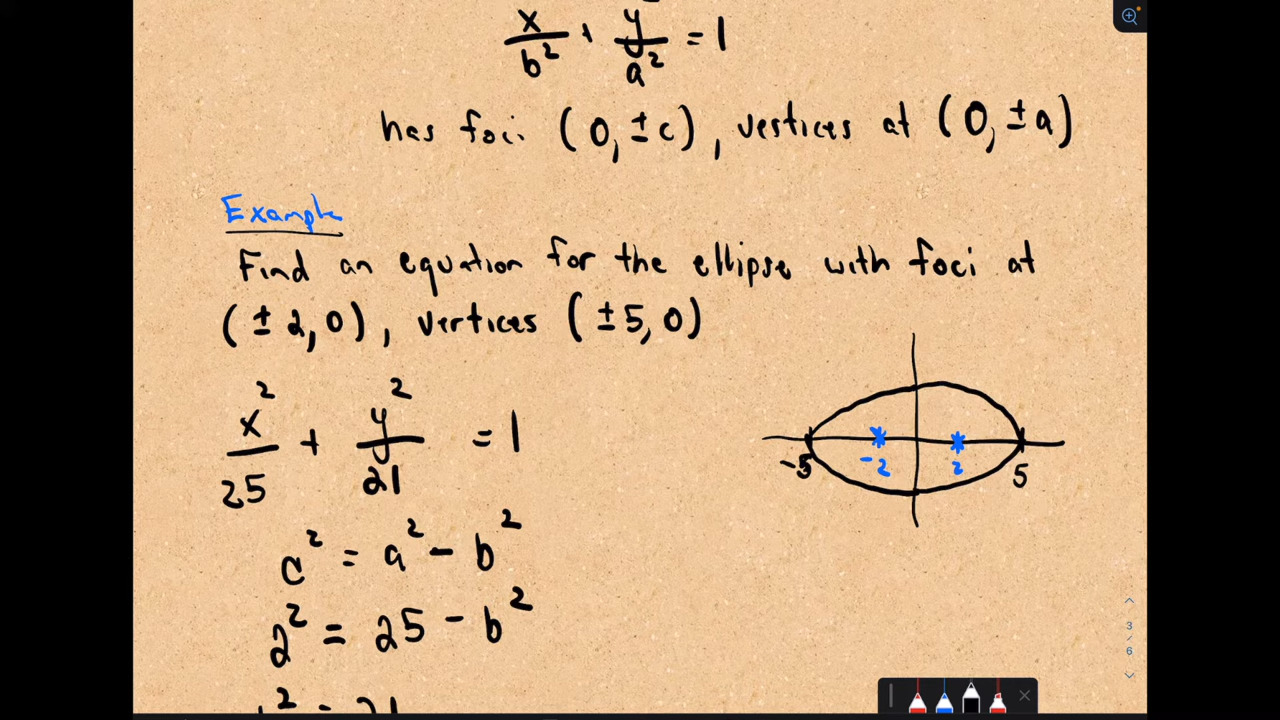 x/b² + y/a² = 1
has foci (0, ±c), vertices at (0, ±a)
Example
Find an equation for the ellipse with foci at
(±2, 0), vertices (±5, 0)
x²/25 + y²/21 = 1
-5 -2 2 5
c² = a² - b²
2² = 25 - b²
3
/
6